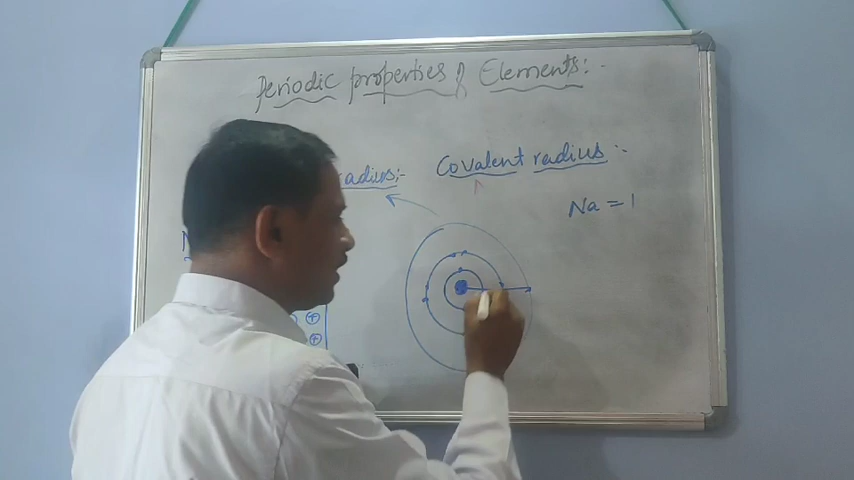 Periodic properties of Elements:-
radius:-
Covalent radius:-
Na = 1